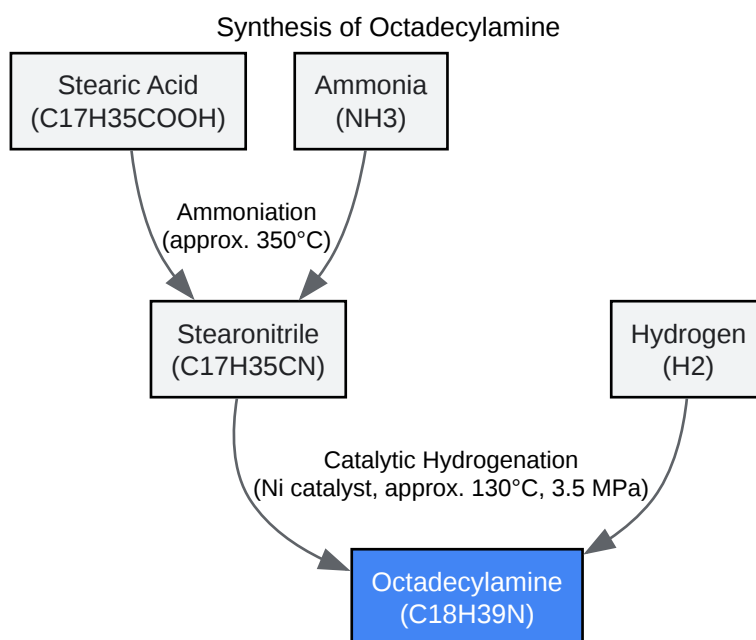 Synthesis of Octadecylamine
Stearic Acid
(C17H35COOH)
Ammonia
(NH3)
Ammoniation
(approx. 350°C)
Stearonitrile
(C17H35CN)
Hydrogen
(H2)
Catalytic Hydrogenation
(Ni catalyst, approx. 130°C, 3.5 MPa)
Octadecylamine
(C18H39N)